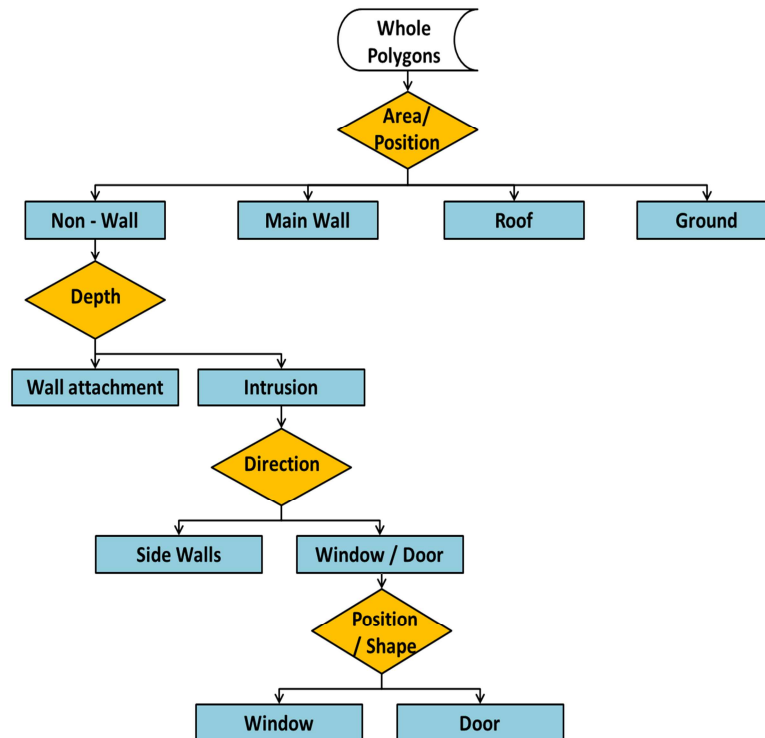 Whole
Polygons
Area/
Position
Non - Wall
Main Wall
Roof
Ground
Depth
Wall attachment
Intrusion
Direction
Side Walls
Window / Door
Position
/ Shape
Window
Door